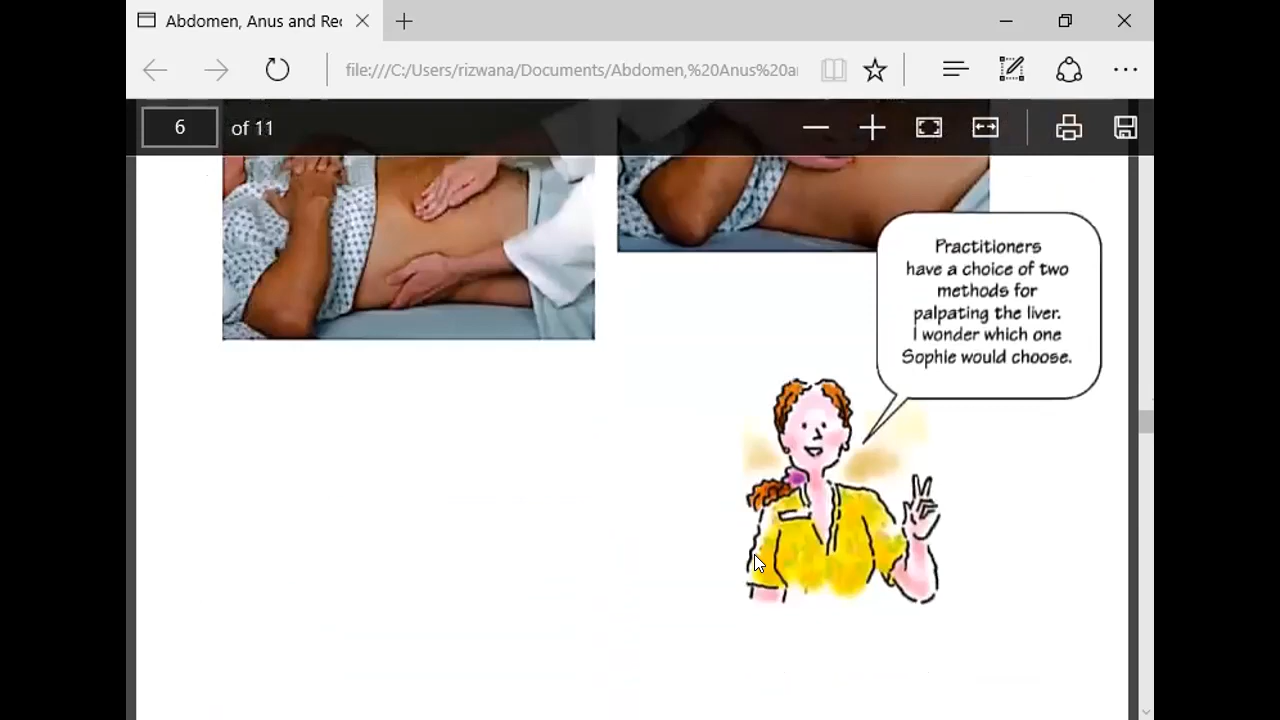 Abdomen, Anus and Rec
file:///C:/Users/rizwana/Documents/Abdomen,%20Anus%20a
6 of 11
Practitioners
have a choice of two
methods for
palpating the liver.
I wonder which one
Sophie would choose.